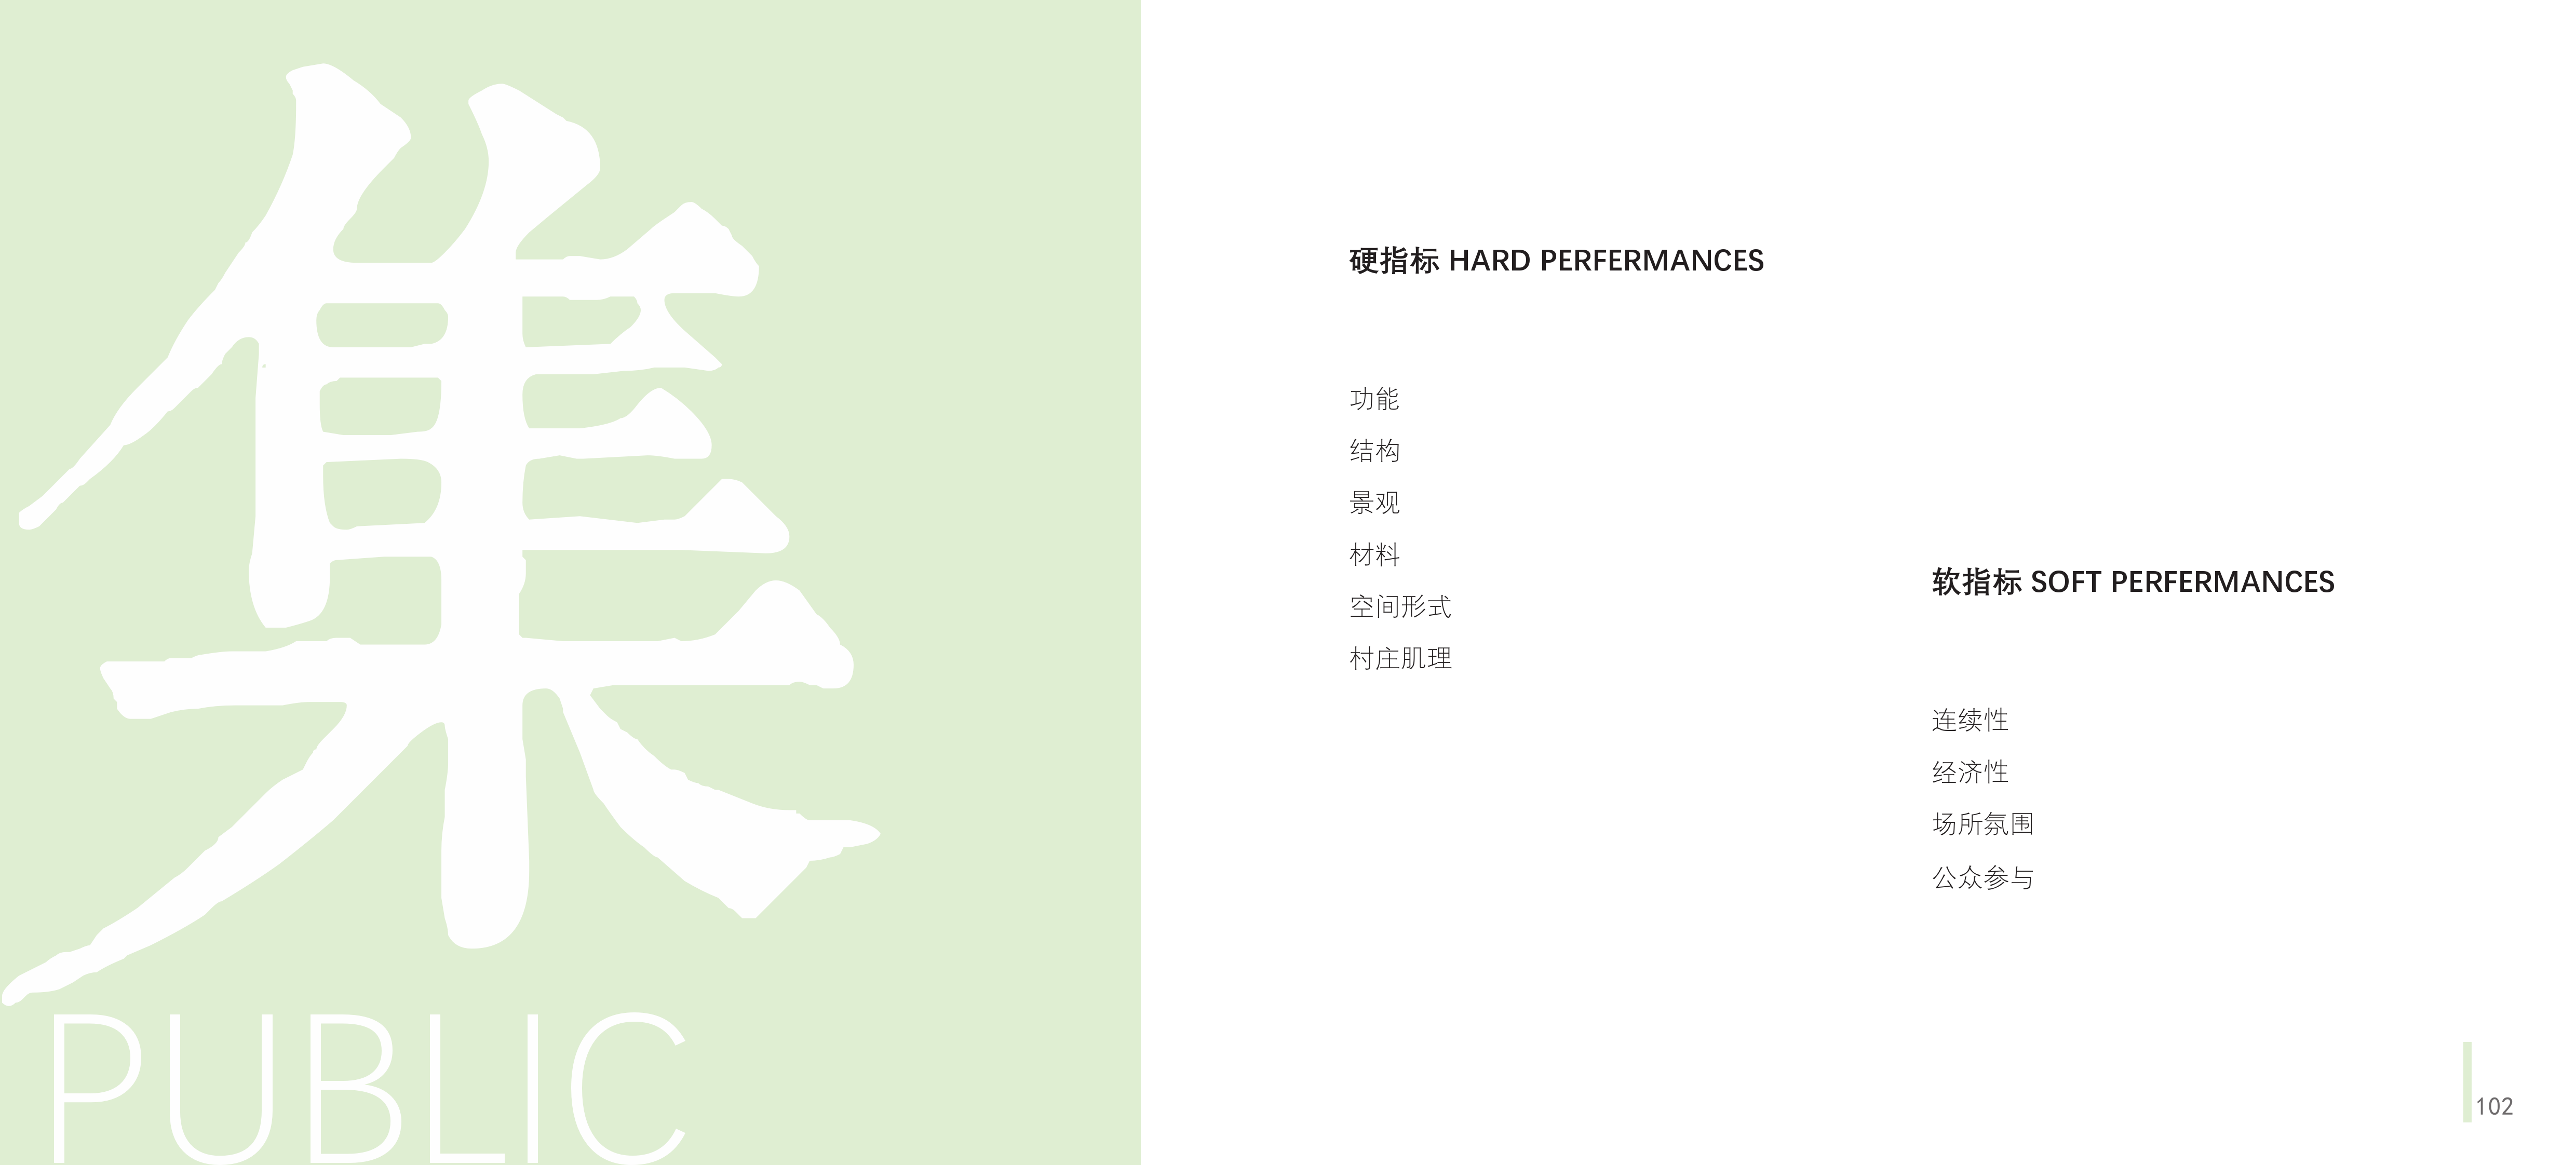 集
PUBLIC
硬指标 HARD PERFERMANCES
功能
结构
景观
材料
空间形式
村庄肌理
软指标 SOFT PERFERMANCES
连续性
经济性
场所氛围
公众参与
102